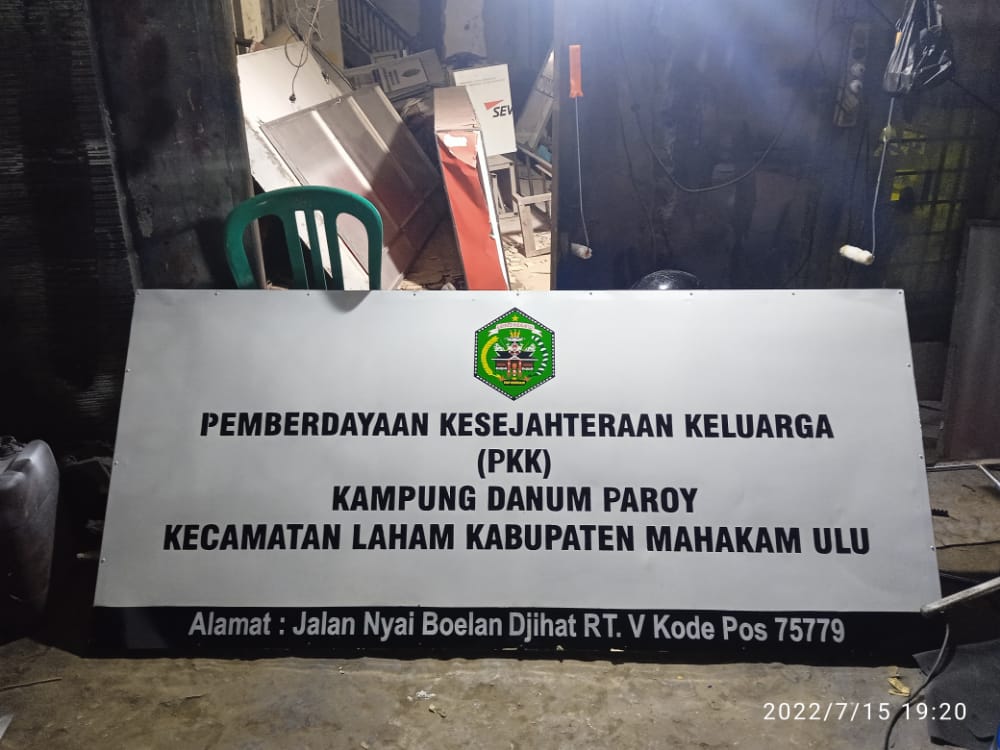 SEV
PEMBERDAYAAN KESEJAHTERAAN KELUARGA
(PKK)
KAMPUNG DANUM PAROY
KECAMATAN LAHAM KABUPATEN MAHAKAM ULU
Alamat : Jalan Nyai Boelan Djihat RT. V Kode Pos 75779
2022/7/15 19:20